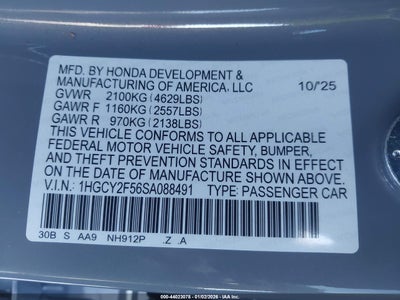 MFD. BY HONDA DEVELOPMENT &
MANUFACTURING OF AMERICA, LLC 10/'25
GVWR 2100KG (4629LBS)
GAWR F 1160KG (2557LBS)
GAWR R 970KG (2138LBS)
THIS VEHICLE CONFORMS TO ALL APPLICABLE
FEDERAL MOTOR VEHICLE SAFETY, BUMPER,
AND THEFT PREVENTION STANDARDS IN EFFECT
ON THE DATE OF MANUFACTURE SHOWN ABOVE.
V.I.N.: 1HGCY2F56SA088491 TYPE: PASSENGER CAR
30B S AA9 NH912P .Z .A
000-44023078 - 01/02/2026 - IAA Inc.